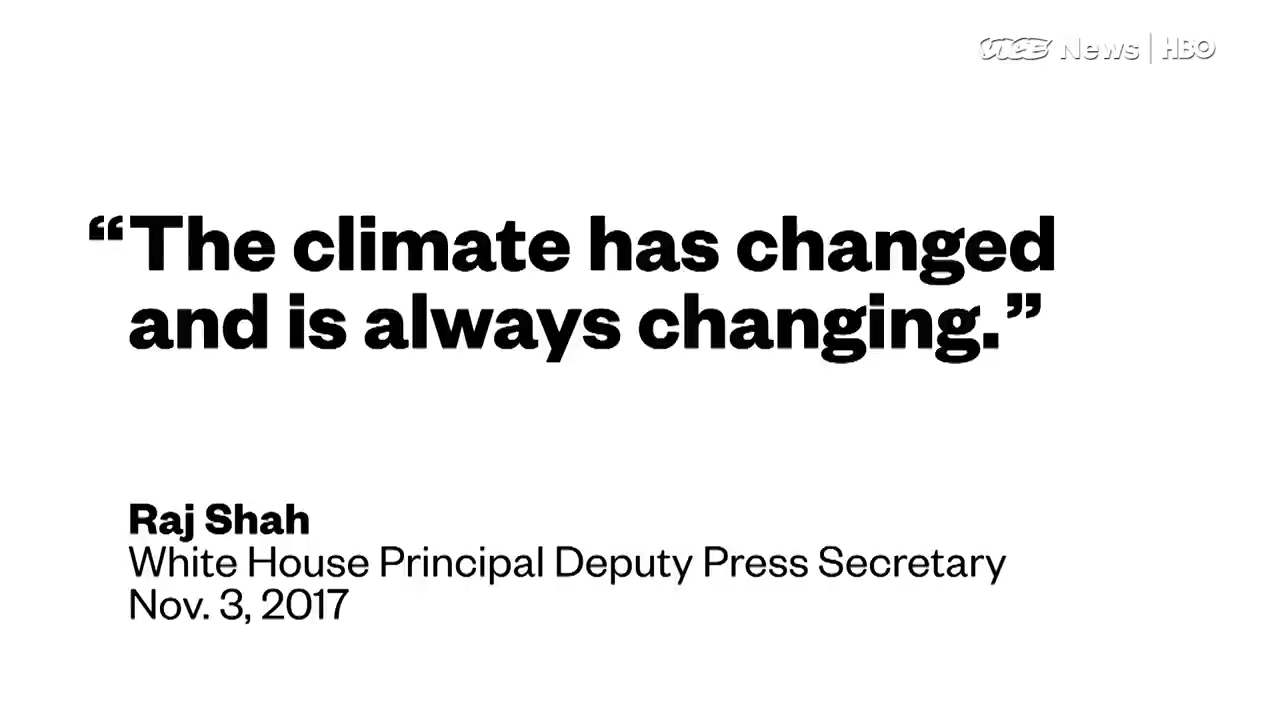 VICE News | HBO
“The climate has changed
and is always changing.”
Raj Shah
White House Principal Deputy Press Secretary
Nov. 3, 2017